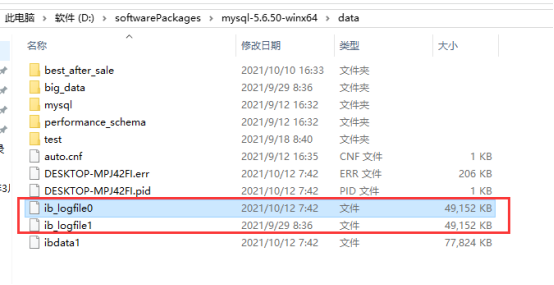 此电脑 > 软件 (D:) > softwarePackages > mysql-5.6.50-winx64 > data
名称 修改日期 类型 大小
best_after_sale 2021/10/10 16:33 文件夹
big_data 2021/9/29 8:36 文件夹
mysql 2021/9/12 16:32 文件夹
performance_schema 2021/9/12 16:32 文件夹
test 2021/9/18 8:40 文件夹
auto.cnf 2021/9/12 16:35 CNF 文件 1 KB
DESKTOP-MPJ42FI.err 2021/10/12 7:42 ERR 文件 206 KB
DESKTOP-MPJ42FI.pid 2021/10/12 7:42 PID 文件 1 KB
ib_logfile0 2021/10/12 7:42 文件 49,152 KB
ib_logfile1 2021/9/29 8:36 文件 49,152 KB
ibdata1 2021/10/12 7:42 文件 77,824 KB